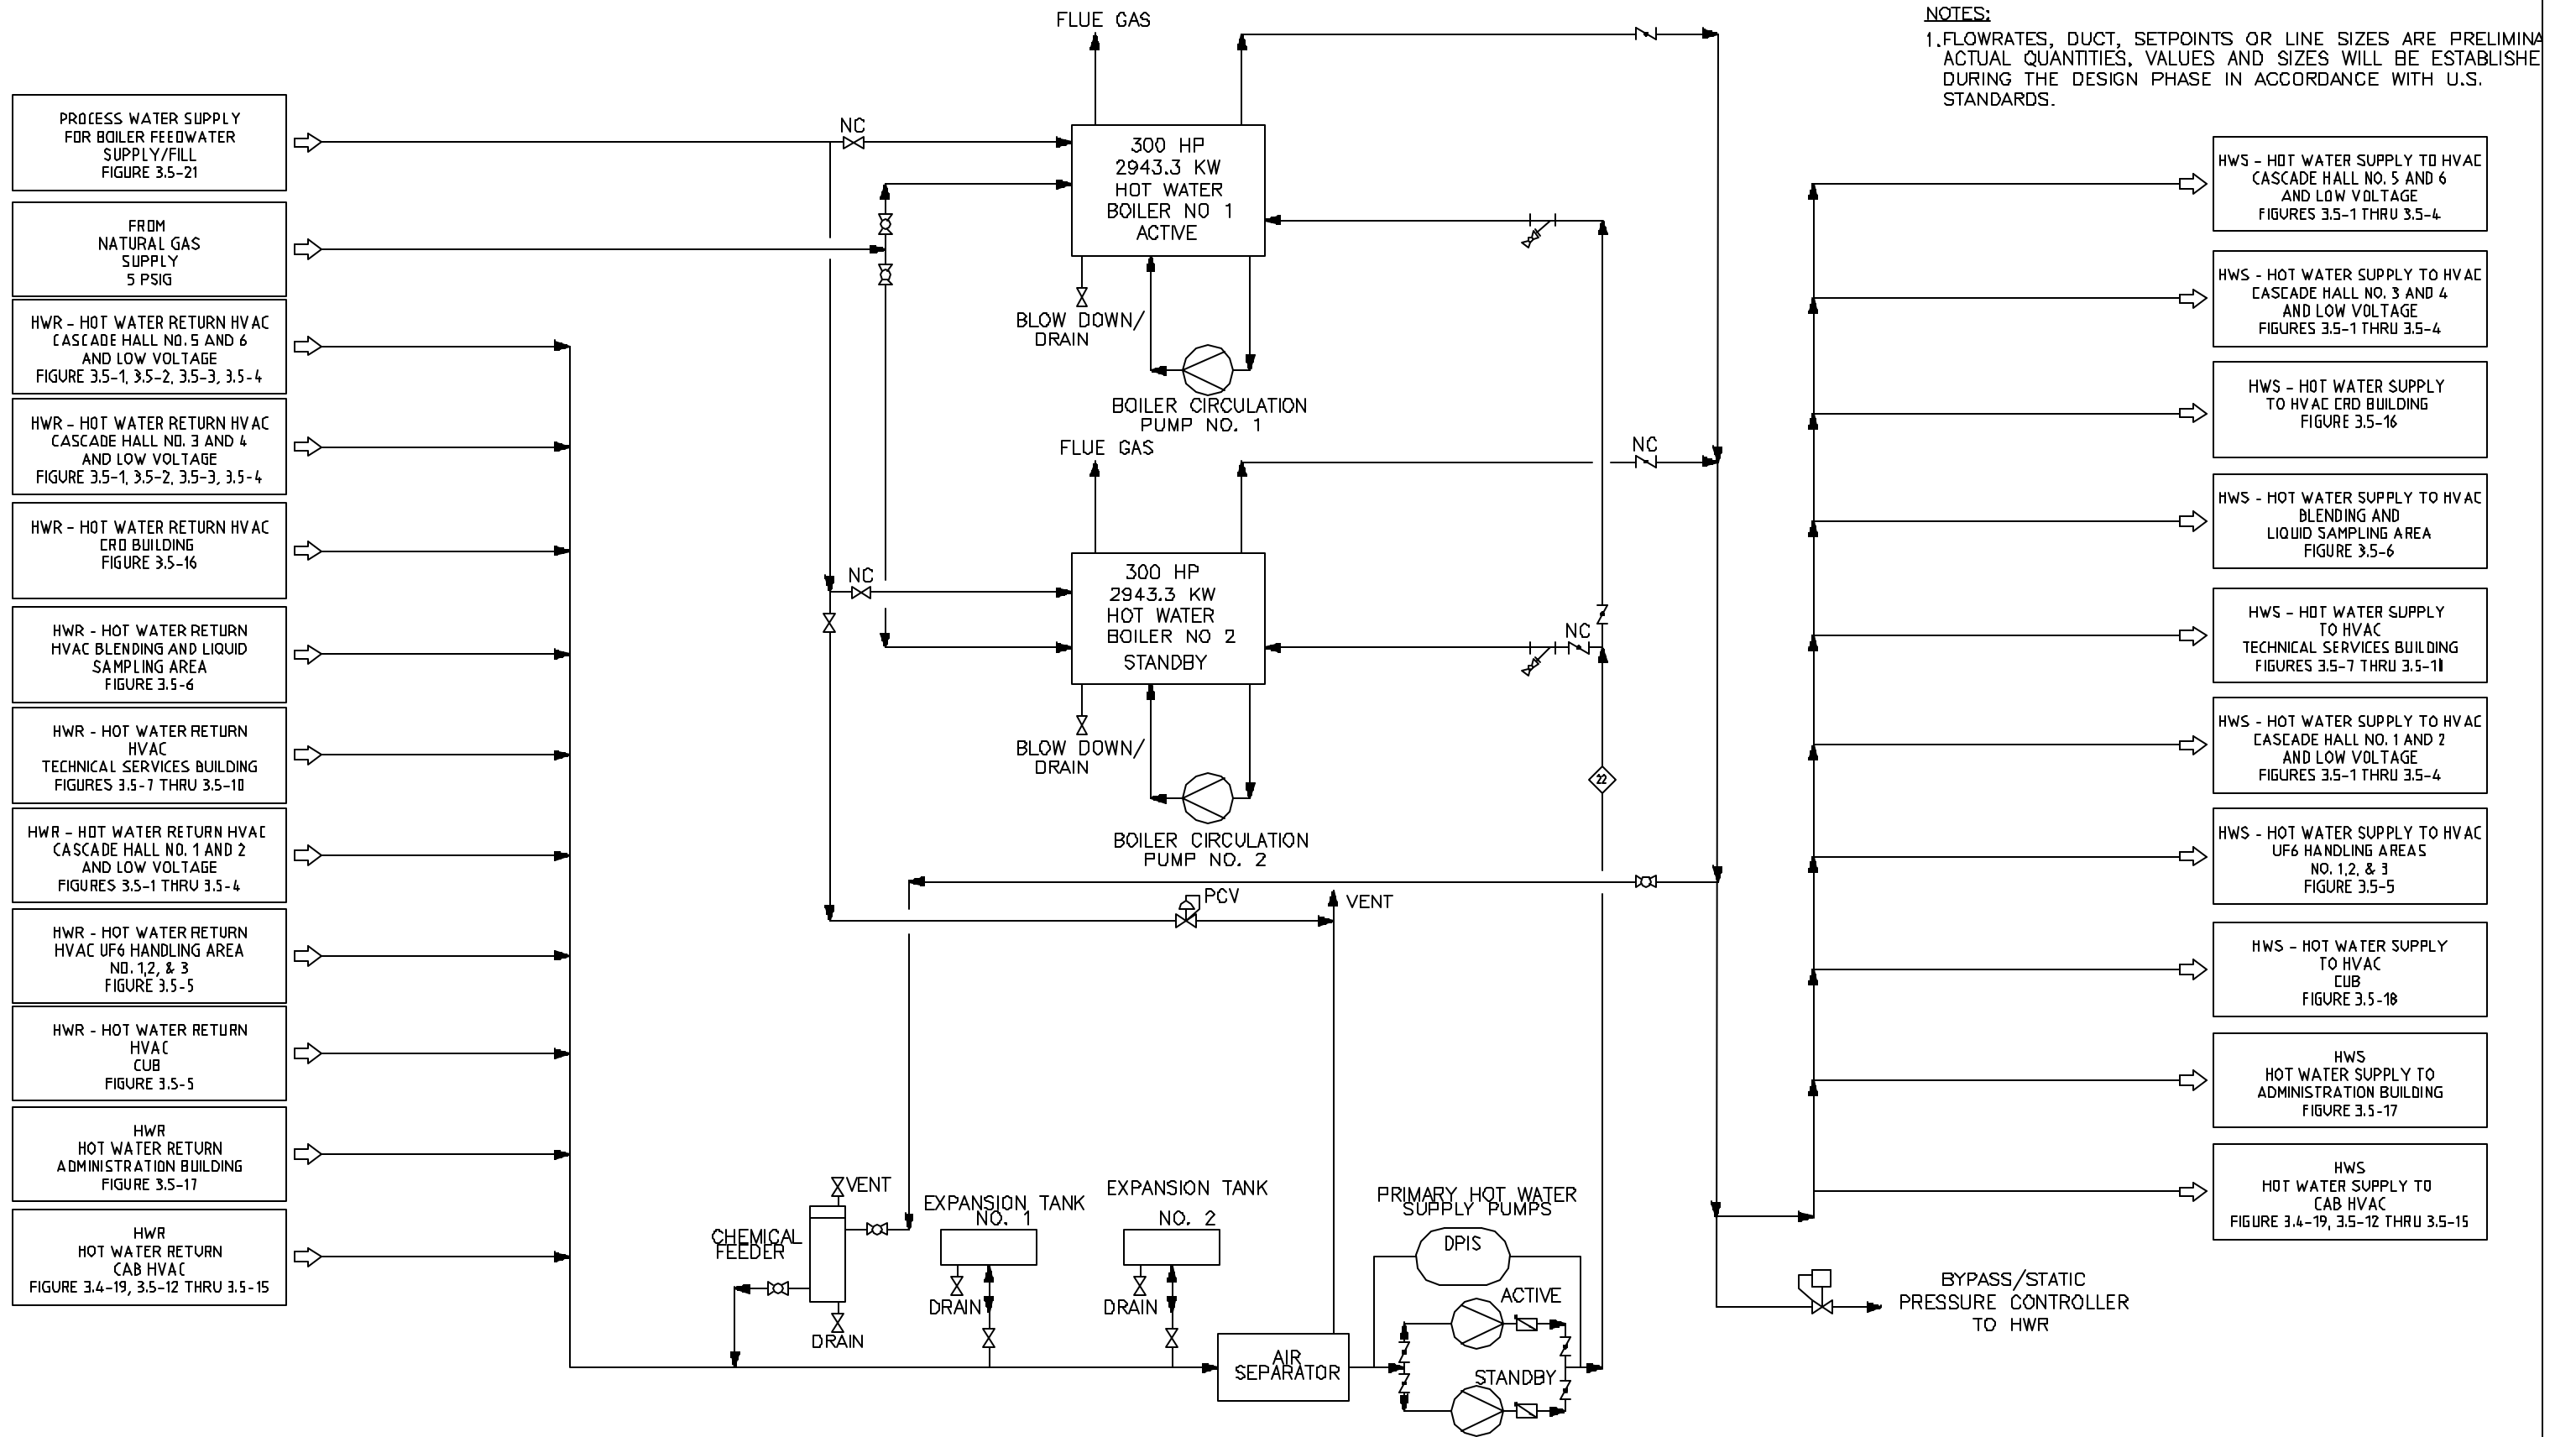 NOTES:
1. FLOWRATES, DUCT, SETPOINTS OR LINE SIZES ARE PRELIMINA
ACTUAL QUANTITIES, VALUES AND SIZES WILL BE ESTABLISHE
DURING THE DESIGN PHASE IN ACCORDANCE WITH U.S.
STANDARDS.
PROCESS WATER SUPPLY
FOR BOILER FEEDWATER
SUPPLY/FILL
FIGURE 3.5-21
FROM
NATURAL GAS
SUPPLY
5 PSIG
HWR - HOT WATER RETURN HVAC
CASCADE HALL NO. 5 AND 6
AND LOW VOLTAGE
FIGURE 3.5-1, 3.5-2, 3.5-3, 3.5-4
HWR - HOT WATER RETURN HVAC
CASCADE HALL NO. 3 AND 4
AND LOW VOLTAGE
FIGURE 3.5-1, 3.5-2, 3.5-3, 3.5-4
HWR - HOT WATER RETURN HVAC
CRD BUILDING
FIGURE 3.5-16
HWR - HOT WATER RETURN
HVAC BLENDING AND LIQUID
SAMPLING AREA
FIGURE 3.5-6
HWR - HOT WATER RETURN
HVAC
TECHNICAL SERVICES BUILDING
FIGURES 3.5-7 THRU 3.5-10
HWR - HOT WATER RETURN HVAC
CASCADE HALL NO. 1 AND 2
AND LOW VOLTAGE
FIGURES 3.5-1 THRU 3.5-4
HWR - HOT WATER RETURN
HVAC UF6 HANDLING AREA
NO. 1,2, & 3
FIGURE 3.5-5
HWR - HOT WATER RETURN
HVAC
CUB
FIGURE 3.5-5
HWR
HOT WATER RETURN
ADMINISTRATION BUILDING
FIGURE 3.5-17
HWR
HOT WATER RETURN
CAB HVAC
FIGURE 3.4-19, 3.5-12 THRU 3.5-15
FLUE GAS
NC
300 HP
2943.3 KW
HOT WATER
BOILER NO 1
ACTIVE
BLOW DOWN/
DRAIN
BOILER CIRCULATION
PUMP NO. 1
FLUE GAS
NC
NC
300 HP
2943.3 KW
HOT WATER
BOILER NO 2
STANDBY
NC
BLOW DOWN/
DRAIN
22
BOILER CIRCULATION
PUMP NO. 2
PCV
VENT
VENT
CHEMICAL
FEEDER
DRAIN
EXPANSION TANK
NO. 1
DRAIN
EXPANSION TANK
NO. 2
DRAIN
AIR
SEPARATOR
PRIMARY HOT WATER
SUPPLY PUMPS
DPIS
ACTIVE
STANDBY
HWS - HOT WATER SUPPLY TO HVAC
CASCADE HALL NO. 5 AND 6
AND LOW VOLTAGE
FIGURES 3.5-1 THRU 3.5-4
HWS - HOT WATER SUPPLY TO HVAC
CASCADE HALL NO. 3 AND 4
AND LOW VOLTAGE
FIGURES 3.5-1 THRU 3.5-4
HWS - HOT WATER SUPPLY
TO HVAC CRD BUILDING
FIGURE 3.5-16
HWS - HOT WATER SUPPLY TO HVAC
BLENDING AND
LIQUID SAMPLING AREA
FIGURE 3.5-6
HWS - HOT WATER SUPPLY
TO HVAC
TECHNICAL SERVICES BUILDING
FIGURES 3.5-7 THRU 3.5-11
HWS - HOT WATER SUPPLY TO HVAC
CASCADE HALL NO. 1 AND 2
AND LOW VOLTAGE
FIGURES 3.5-1 THRU 3.5-4
HWS - HOT WATER SUPPLY TO HVAC
UF6 HANDLING AREAS
NO. 1,2, & 3
FIGURE 3.5-5
HWS - HOT WATER SUPPLY
TO HVAC
CUB
FIGURE 3.5-18
HWS
HOT WATER SUPPLY TO
ADMINISTRATION BUILDING
FIGURE 3.5-17
HWS
HOT WATER SUPPLY TO
CAB HVAC
FIGURE 3.4-19, 3.5-12 THRU 3.5-15
BYPASS/STATIC
PRESSURE CONTROLLER
TO HWR